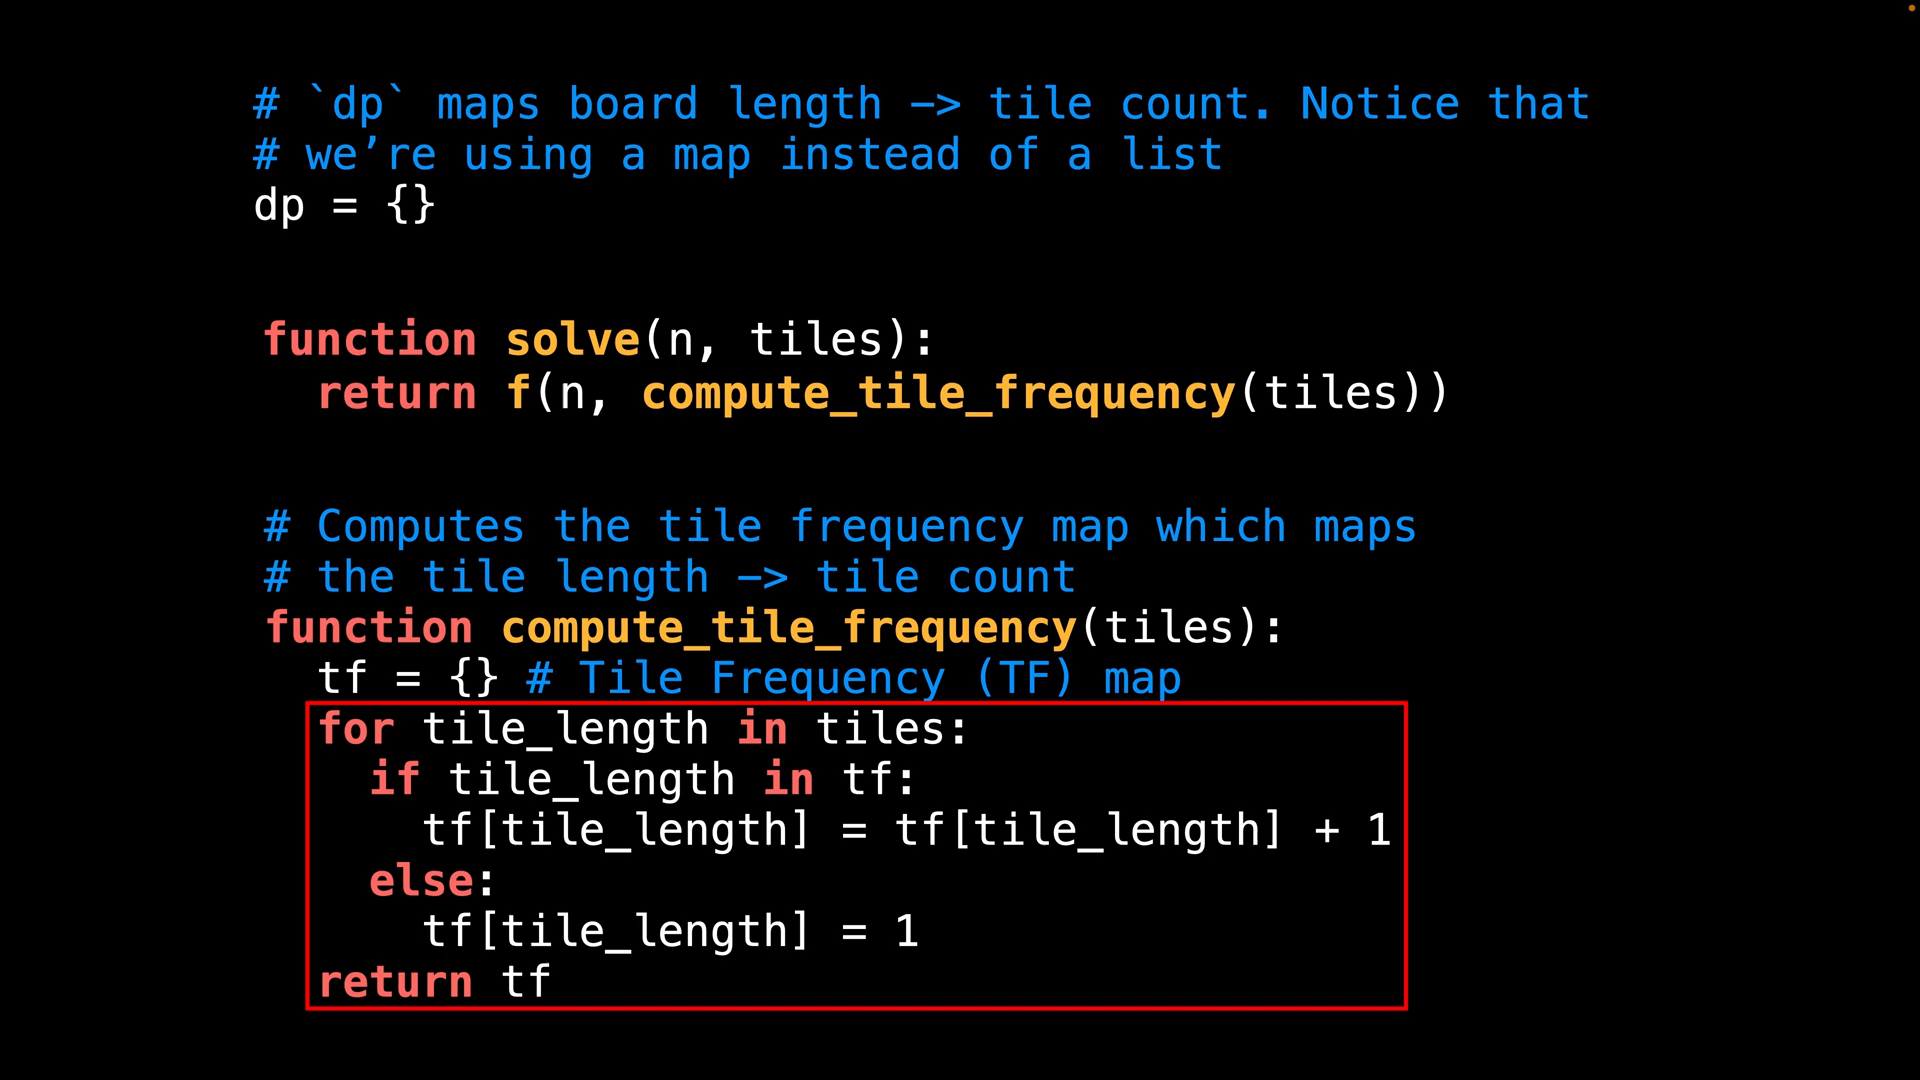 # `dp` maps board length -> tile count. Notice that
# we’re using a map instead of a list
dp = {}
function solve(n, tiles):
  return f(n, compute_tile_frequency(tiles))
# Computes the tile frequency map which maps
# the tile length -> tile count
function compute_tile_frequency(tiles):
  tf = {} # Tile Frequency (TF) map
  for tile_length in tiles:
    if tile_length in tf:
      tf[tile_length] = tf[tile_length] + 1
    else:
      tf[tile_length] = 1
  return tf